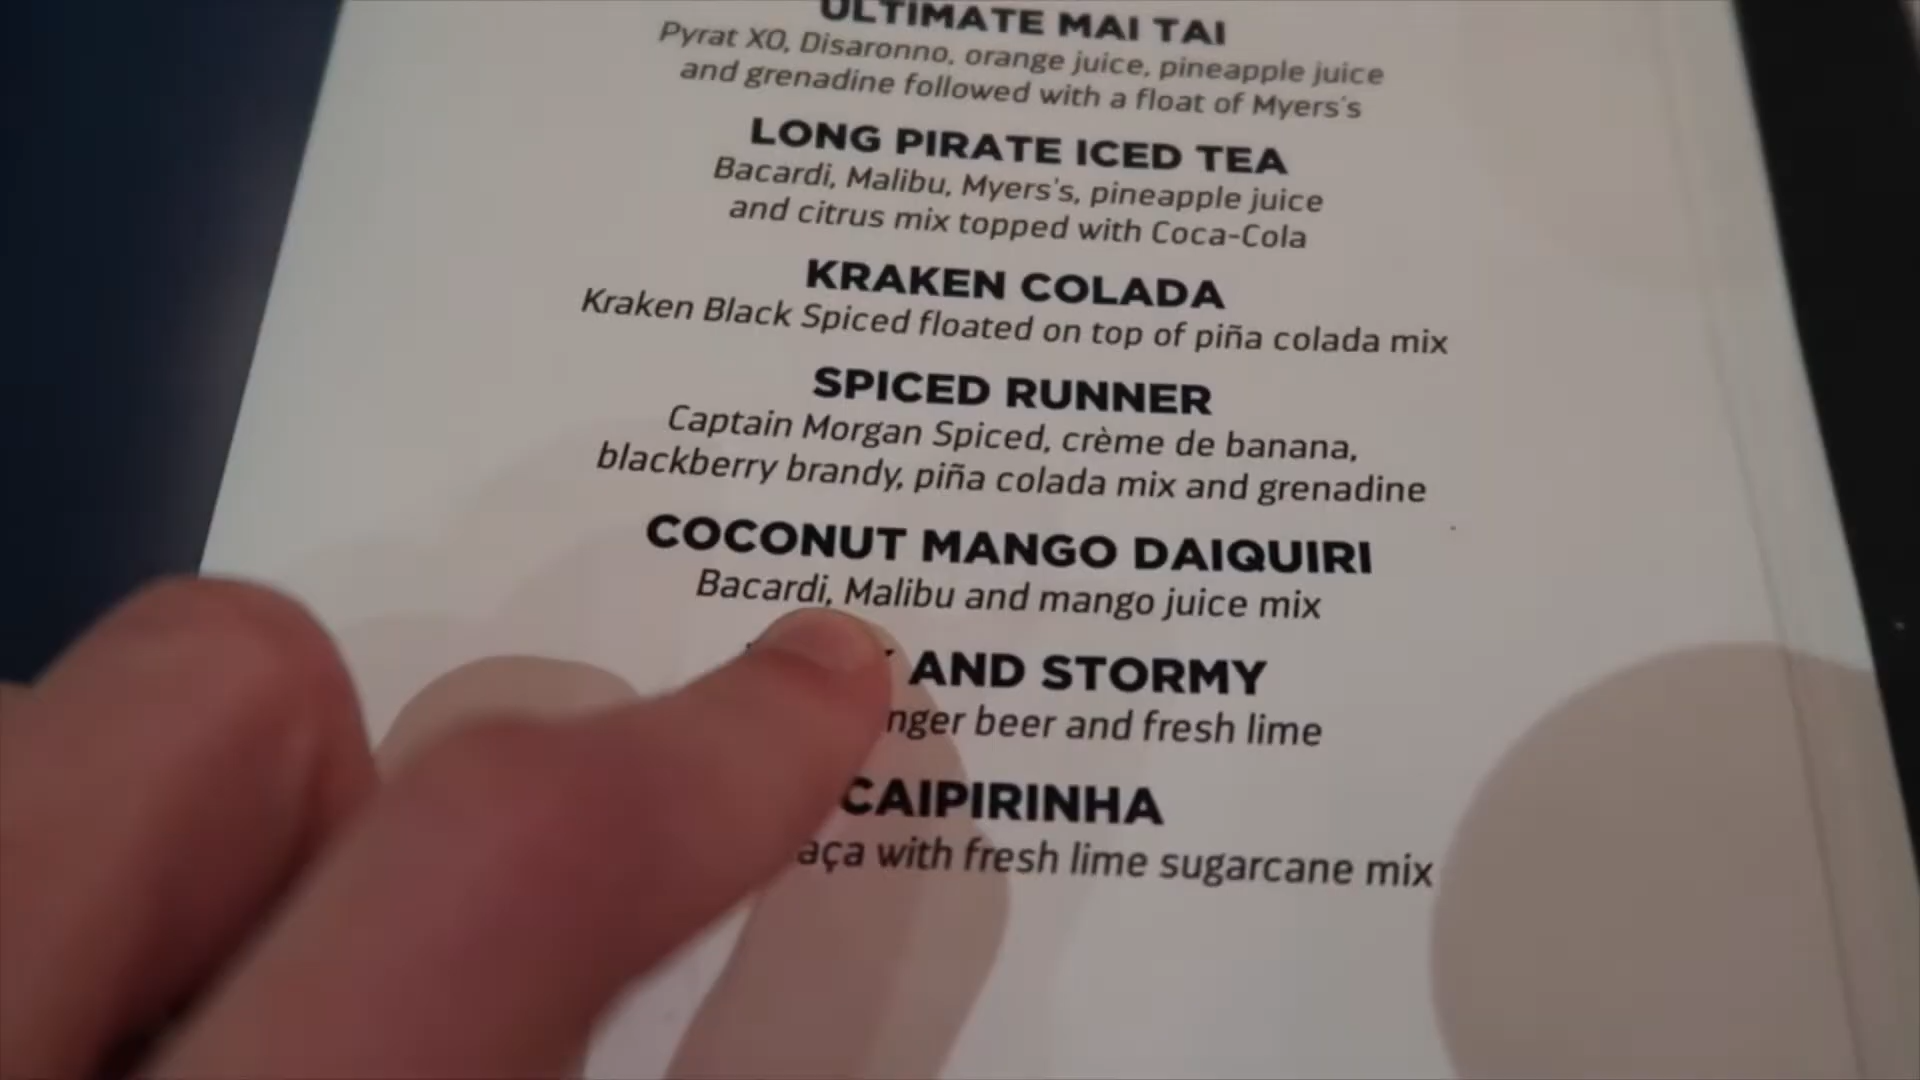 ULTIMATE MAI TAI
Pyrat XO, Disaronno, orange juice, pineapple juice
and grenadine followed with a float of Myers's
LONG PIRATE ICED TEA
Bacardi, Malibu, Myers's, pineapple juice
and citrus mix topped with Coca-Cola
KRAKEN COLADA
Kraken Black Spiced floated on top of piña colada mix
SPICED RUNNER
Captain Morgan Spiced, crème de banana,
blackberry brandy, piña colada mix and grenadine
COCONUT MANGO DAIQUIRI
Bacardi, Malibu and mango juice mix
AND STORMY
beer and fresh lime
CAIPIRINHA
with fresh lime sugarcane mix